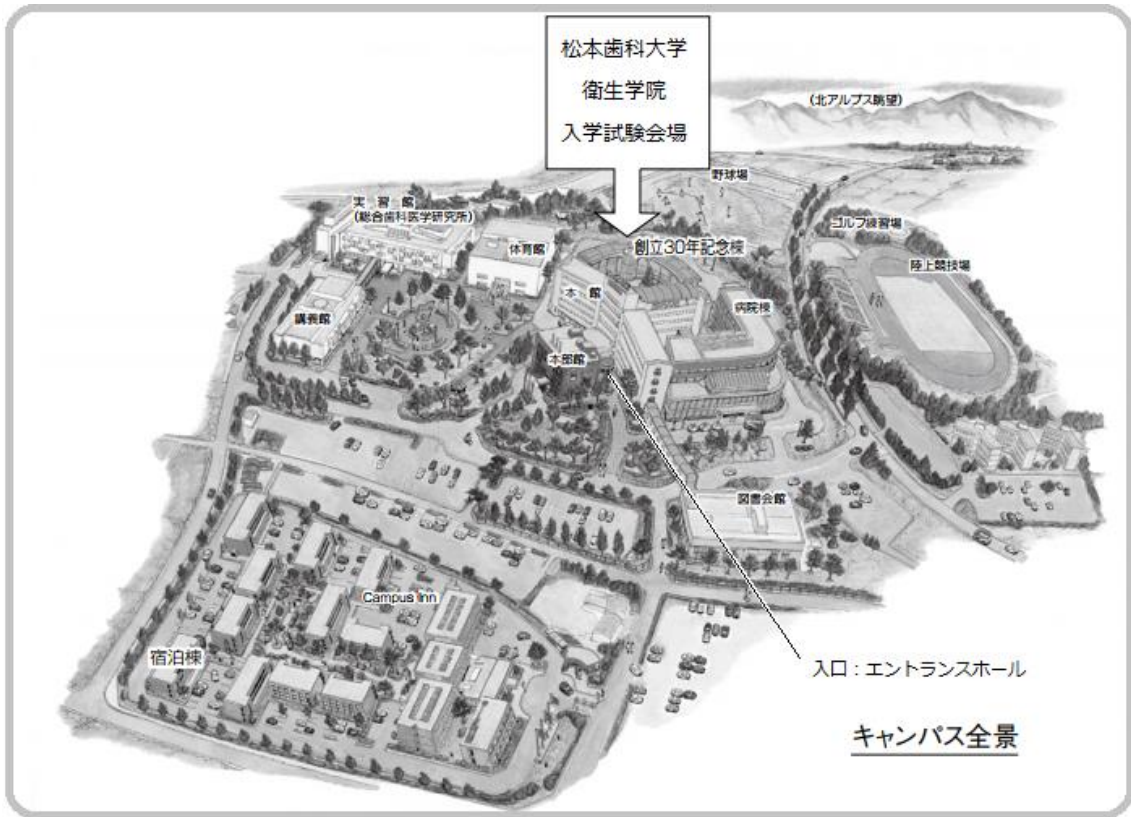 松本歯科大学
衛生学院
入学試験会場
(北アルプス眺望)
野球場
実習館
(総合歯科医学研究所)
体育館
創立30年記念棟
ゴルフ練習場
陸上競技場
本館
病院棟
講義館
本部館
図書会館
Campus Inn
宿泊棟
入口:エントランスホール
キャンパス全景